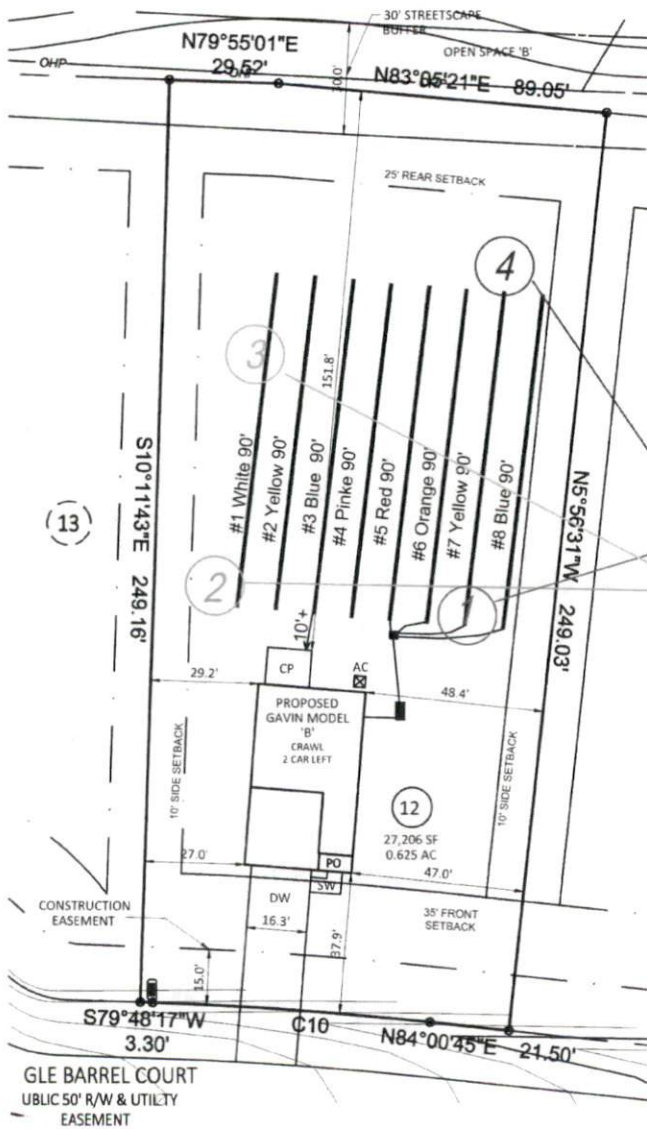 30' STREETSCAPE
BUFFER
N79°55'01"E
29.52'
OPEN SPACE 'B'
OHP
OHP
N83°05'21"E 89.05'
30.0'
25' REAR SETBACK
4
3
151.8'
#1 White 90'
#2 Yellow 90'
#3 Blue 90'
#4 Pinke 90'
#5 Red 90'
#6 Orange 90'
#7 Yellow 90'
#8 Blue 90'
S10°11'43"E 249.16'
N5°56'31"W 249.03'
13
2
1
10'+
CP
AC
29.2'
48.4'
PROPOSED
GAVIN MODEL
'B'
CRAWL
2 CAR LEFT
10' SIDE SETBACK
10' SIDE SETBACK
12
27,206 SF
0.625 AC
27.0'
PO
47.0'
SW
DW
16.3'
CONSTRUCTION
EASEMENT
35' FRONT
SETBACK
37.9'
15.0'
S79°48'17"W
3.30'
C10
N84°00'45"E 21.50'
GLE BARREL COURT
UBLIC 50' R/W & UTILITY
EASEMENT